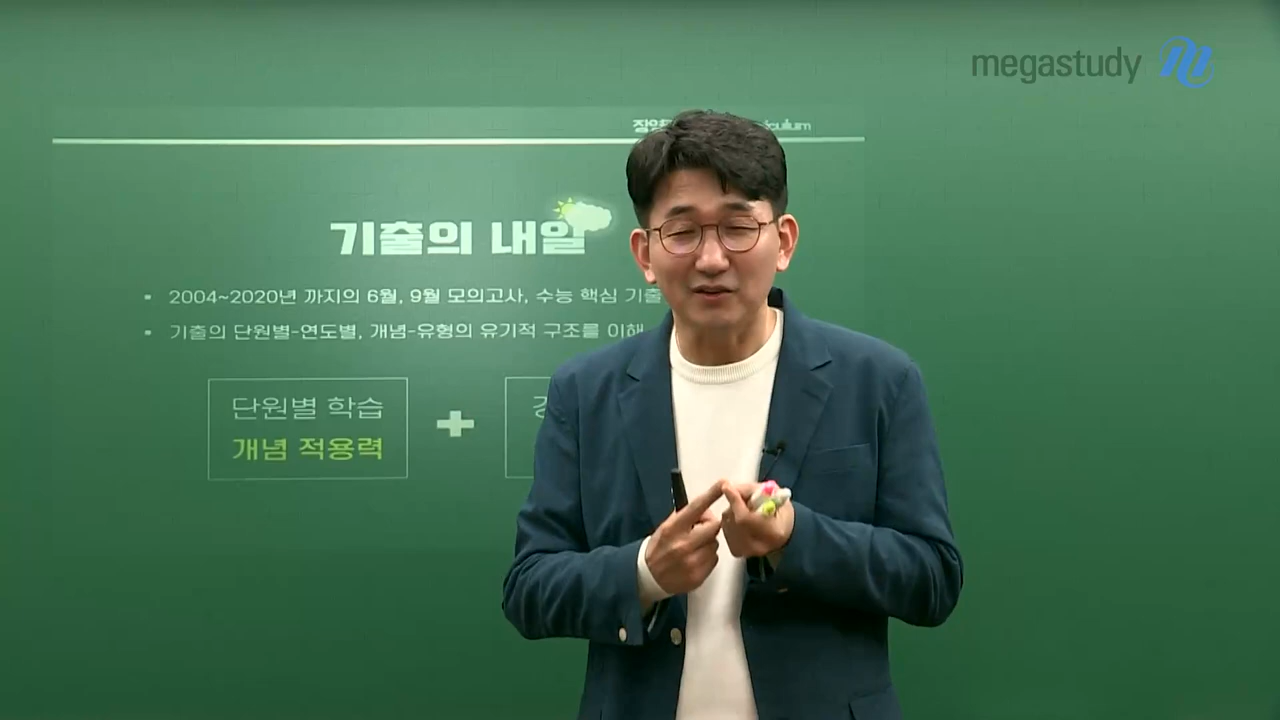 megastudy
기출의 내일
2004~2020년 까지의 6월, 9월 모의고사, 수능 핵심 기출
기출의 단원별-연도별, 개념-유형의 유기적 구조를 이해
단원별 학습
개념 적용력